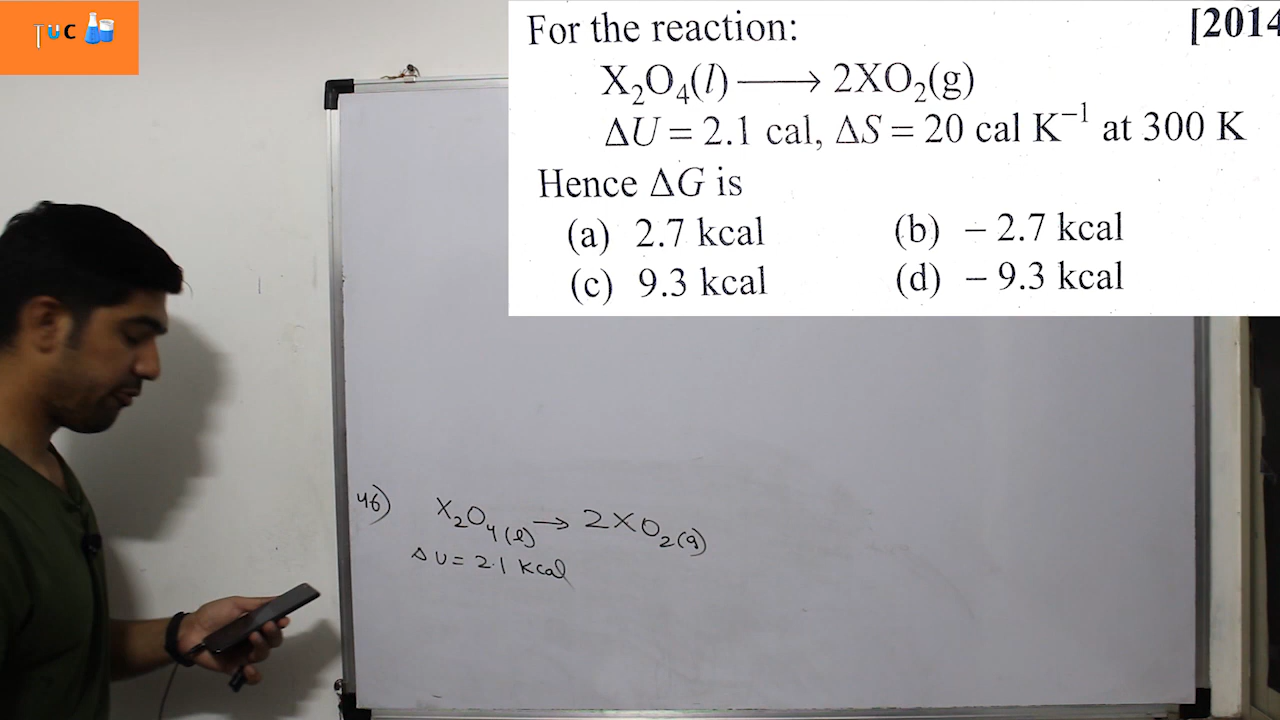 TUC
For the reaction: [2014
X₂O₄(l) ⟶ 2XO₂(g)
ΔU = 2.1 cal, ΔS = 20 cal K⁻¹ at 300 K
Hence ΔG is
(a) 2.7 kcal (b) – 2.7 kcal
(c) 9.3 kcal (d) – 9.3 kcal
46) X₂O₄(l) → 2XO₂(g)
ΔU = 2.1 kcal